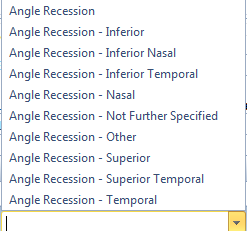 Angle Recession
Angle Recession - Inferior
Angle Recession - Inferior Nasal
Angle Recession - Inferior Temporal
Angle Recession - Nasal
Angle Recession - Not Further Specified
Angle Recession - Other
Angle Recession - Superior
Angle Recession - Superior Temporal
Angle Recession - Temporal